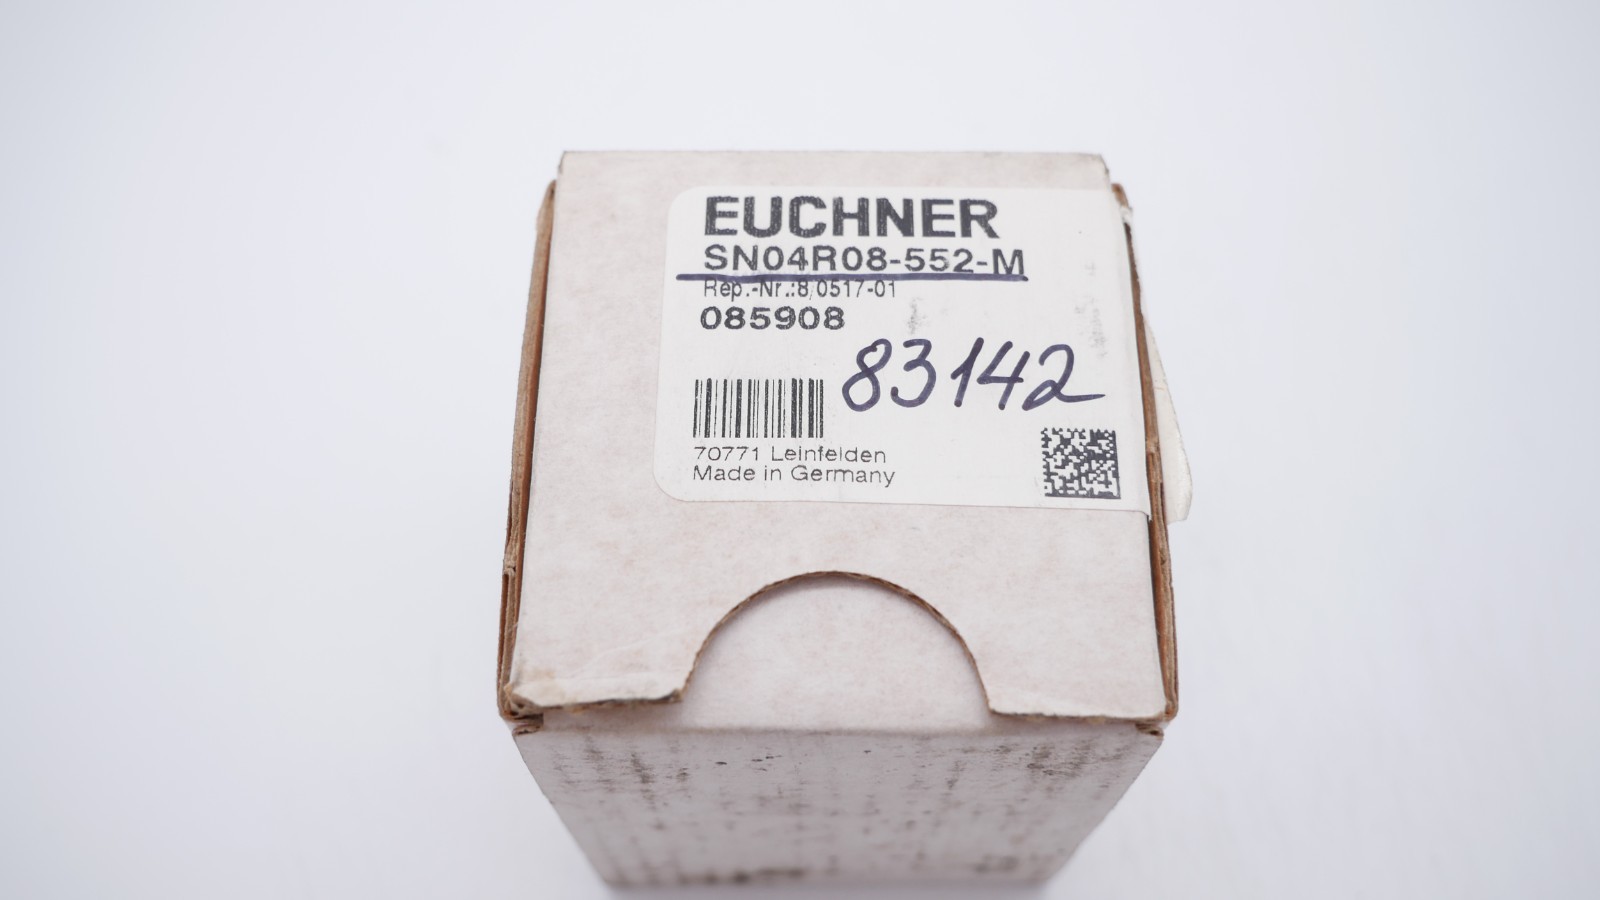 EUCHNER
SN04R08-552-M
Rep.-Nr.:8/0517-01
085908
83142
70771 Leinfelden
Made in Germany